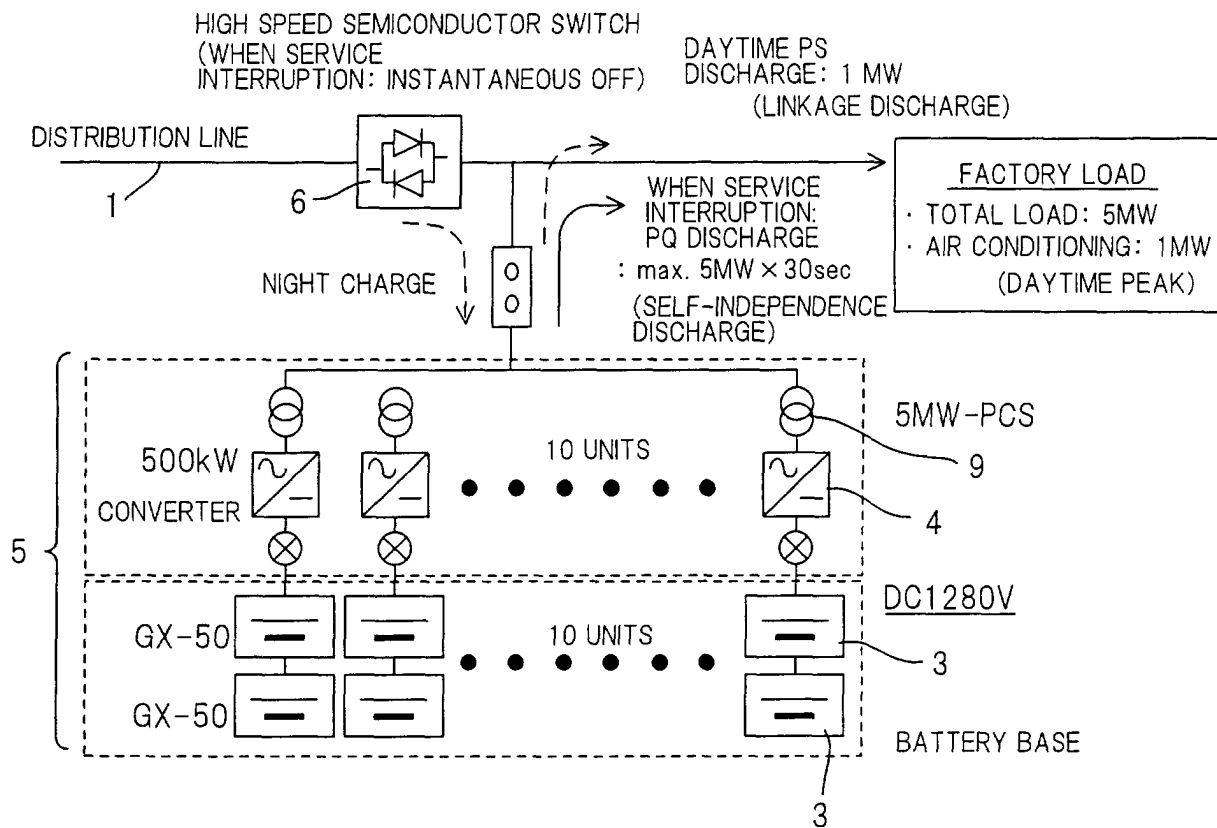 HIGH SPEED SEMICONDUCTOR SWITCH
(WHEN SERVICE
INTERRUPTION: INSTANTANEOUS OFF)
DAYTIME PS
DISCHARGE: 1 MW
(LINKAGE DISCHARGE)
DISTRIBUTION LINE
1
6
FACTORY LOAD
· TOTAL LOAD: 5MW
· AIR CONDITIONING: 1MW
(DAYTIME PEAK)
WHEN SERVICE
INTERRUPTION:
PQ DISCHARGE
: max. 5MW × 30sec
(SELF-INDEPENDENCE
DISCHARGE)
NIGHT CHARGE
5MW-PCS
9
500kW
CONVERTER
10 UNITS
4
5
DC1280V
GX-50
10 UNITS
3
GX-50
BATTERY BASE
3